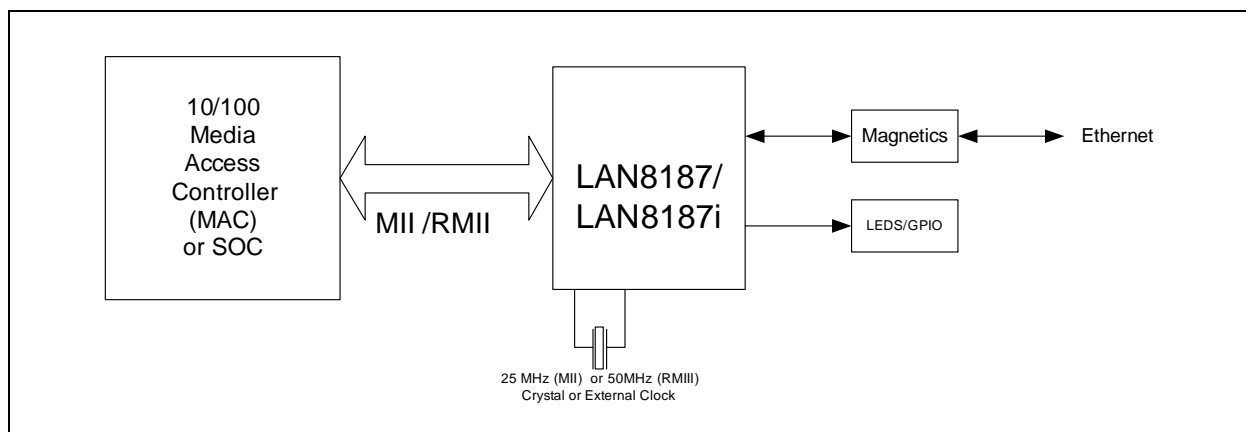 10/100
Media
Access
Controller
(MAC)
or SOC
MII /RMII
LAN8187/
LAN8187i
Magnetics
Ethernet
LEDS/GPIO
25 MHz (MII) or 50MHz (RMIII)
Crystal or External Clock